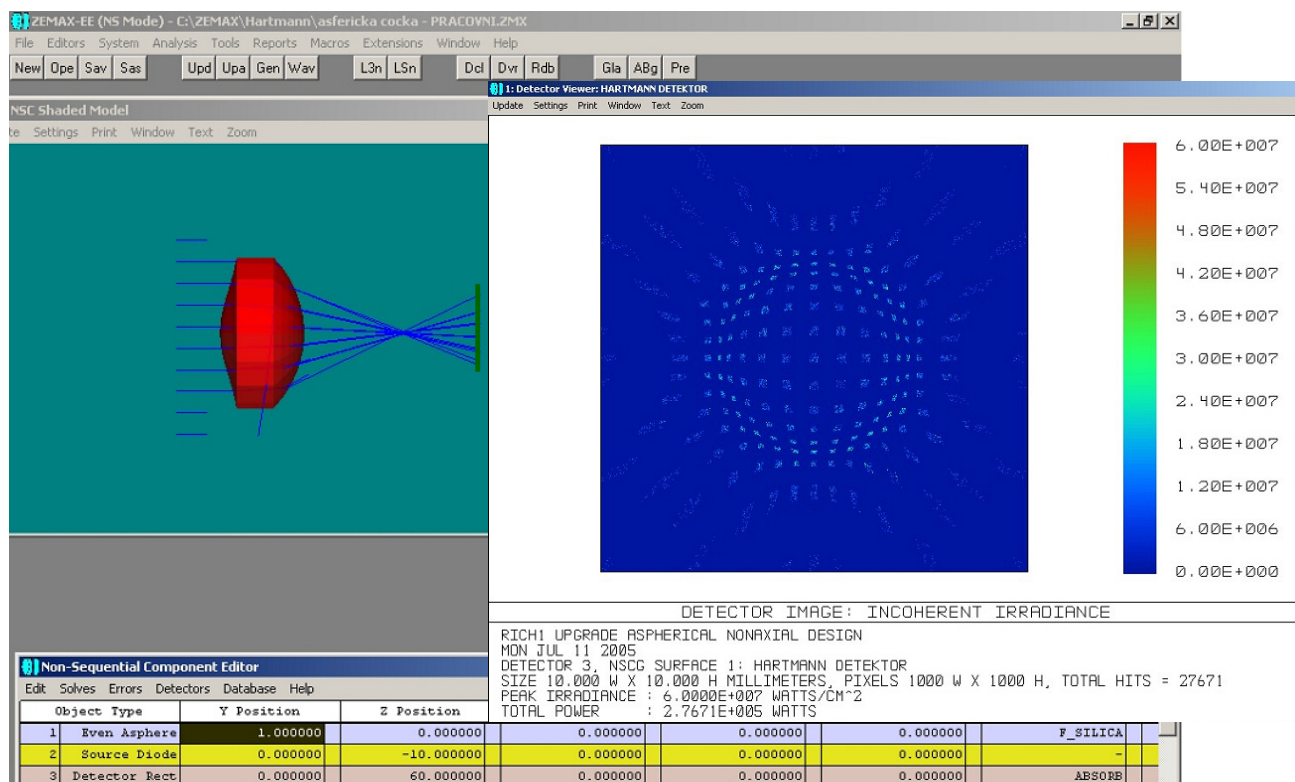 ZEMAX-EE (NS Mode) - C:\ZEMAX\Hartmann\asfericka cocka - PRACOVNI.ZMX
File Editors System Analysis Tools Reports Macros Extensions Window Help
New Ope Sav Sas Upd Upa Gen Wav L3n LSn Dcl Dvr Rdb Gla ABg Pre
NSC Shaded Model
Settings Print Window Text Zoom
1: Detector Viewer: HARTMANN DETEKTOR
Update Settings Print Window Text Zoom
6.00E+007
5.40E+007
4.80E+007
4.20E+007
3.60E+007
3.00E+007
2.40E+007
1.80E+007
1.20E+007
6.00E+006
0.00E+000
DETECTOR IMAGE: INCOHERENT IRRADIANCE
RICH1 UPGRADE ASPHERICAL NONAXIAL DESIGN
MON JUL 11 2005
DETECTOR 3, NSCG SURFACE 1: HARTMANN DETEKTOR
SIZE 10.000 W X 10.000 H MILLIMETERS, PIXELS 1000 W X 1000 H, TOTAL HITS = 27671
PEAK IRRADIANCE : 6.0000E+007 WATTS/CM^2
TOTAL POWER : 2.7671E+005 WATTS
Non-Sequential Component Editor
Edit Solves Errors Detectors Database Help
Object Type Y Position Z Position
1 Even Asphere 1.000000 0.000000 0.000000 0.000000 0.000000 F_SILICA
2 Source Diode 0.000000 -10.000000 0.000000 0.000000 0.000000 -
3 Detector Rect 0.000000 60.000000 0.000000 0.000000 0.000000 ABSORB